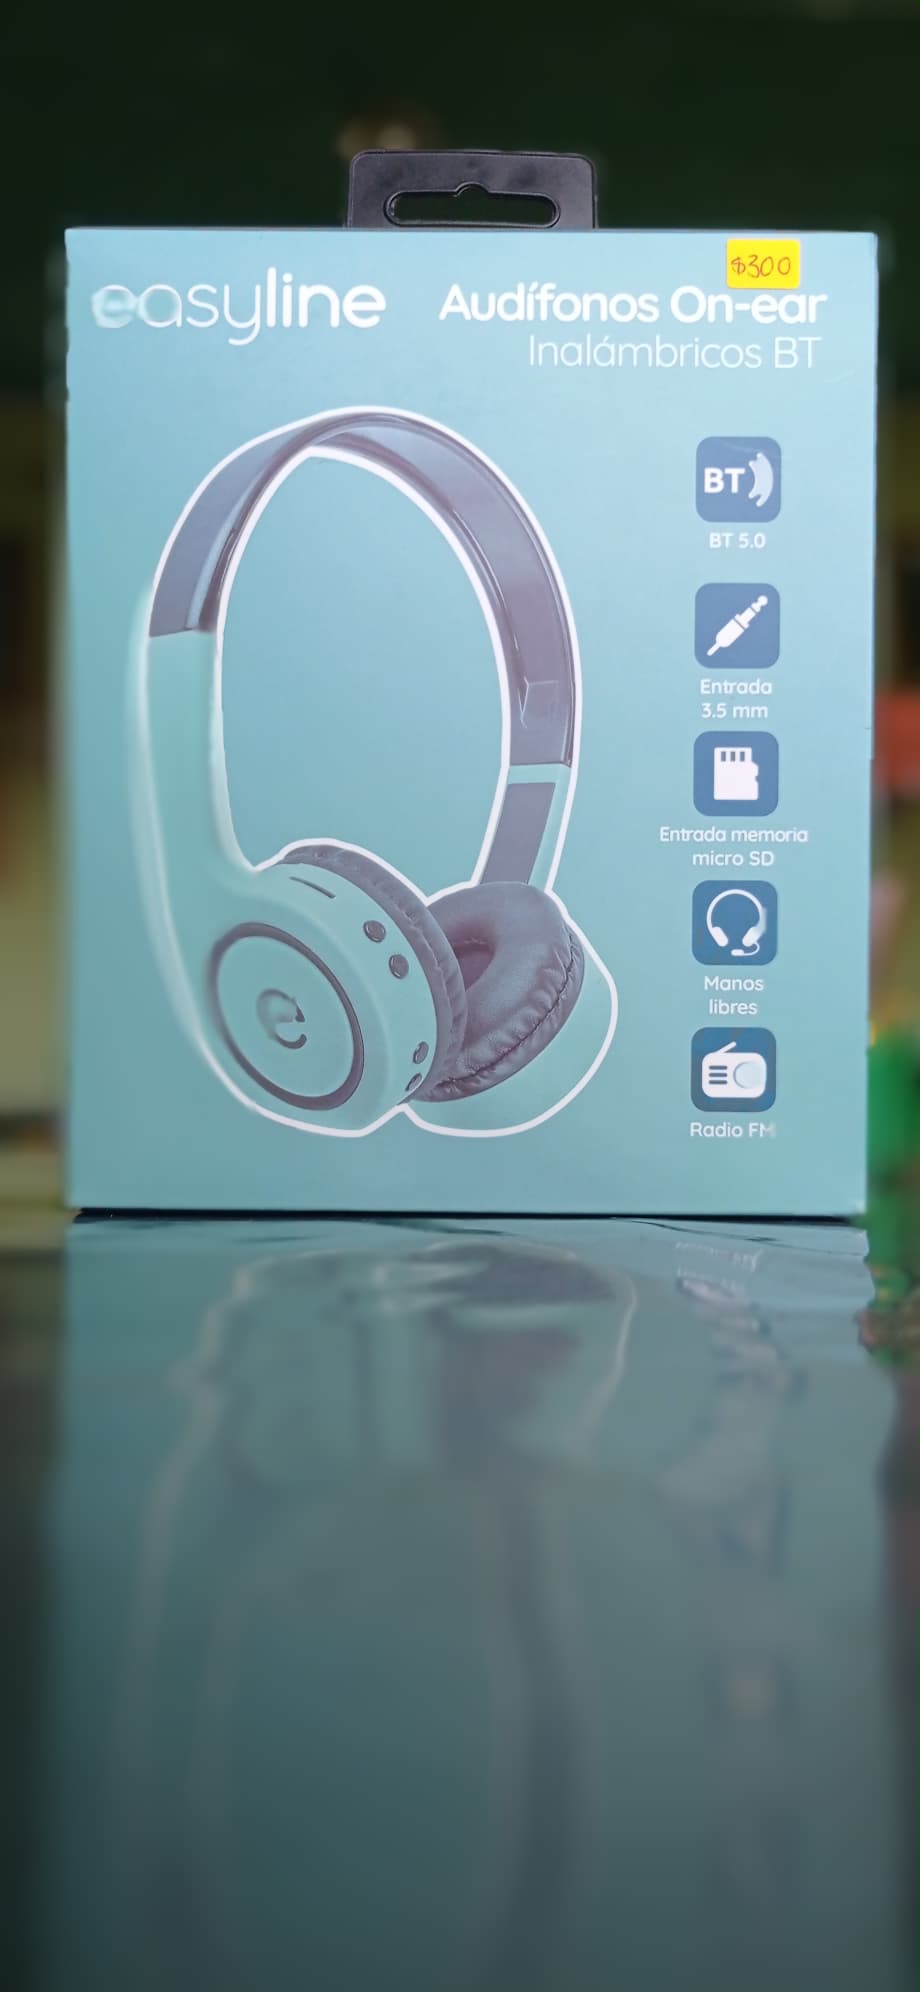 $300
easyline
Audífonos On-ear
Inalámbricos BT
BT
BT 5.0
Entrada
3.5 mm
Entrada memoria
micro SD
Manos
libres
Radio FM
e